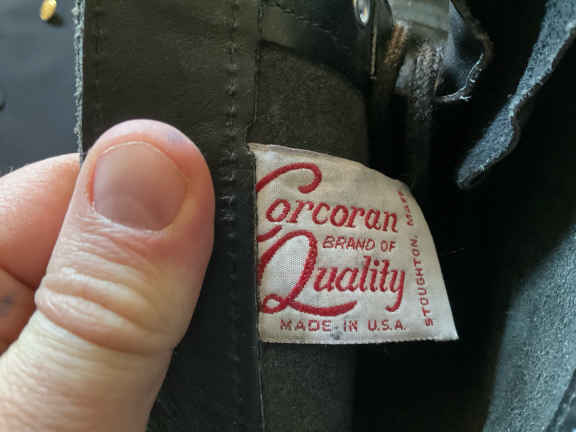 Corcoran
BRAND OF
Quality
MADE-IN U.S.A.
STOUGHTON, MASS.